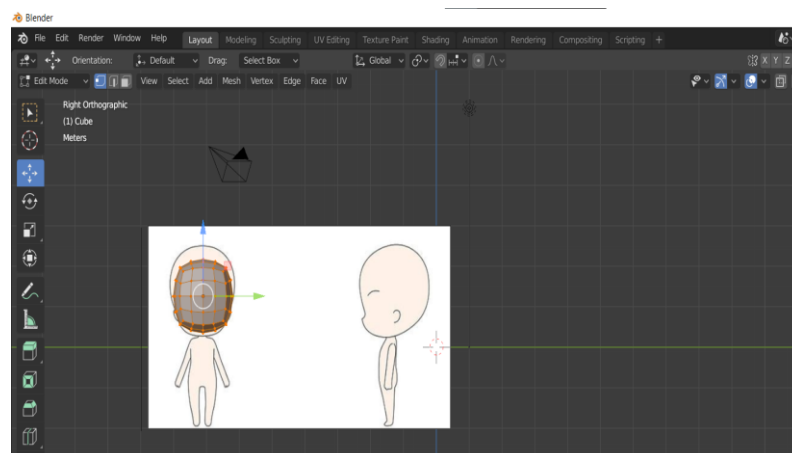 Blender
File Edit Render Window Help Layout Modeling Sculpting UV Editing Texture Paint Shading Animation Rendering Compositing Scripting +
Orientation: Default Drag: Select Box Global X Y Z
Edit Mode View Select Add Mesh Vertex Edge Face UV
Right Orthographic
(1) Cube
Meters